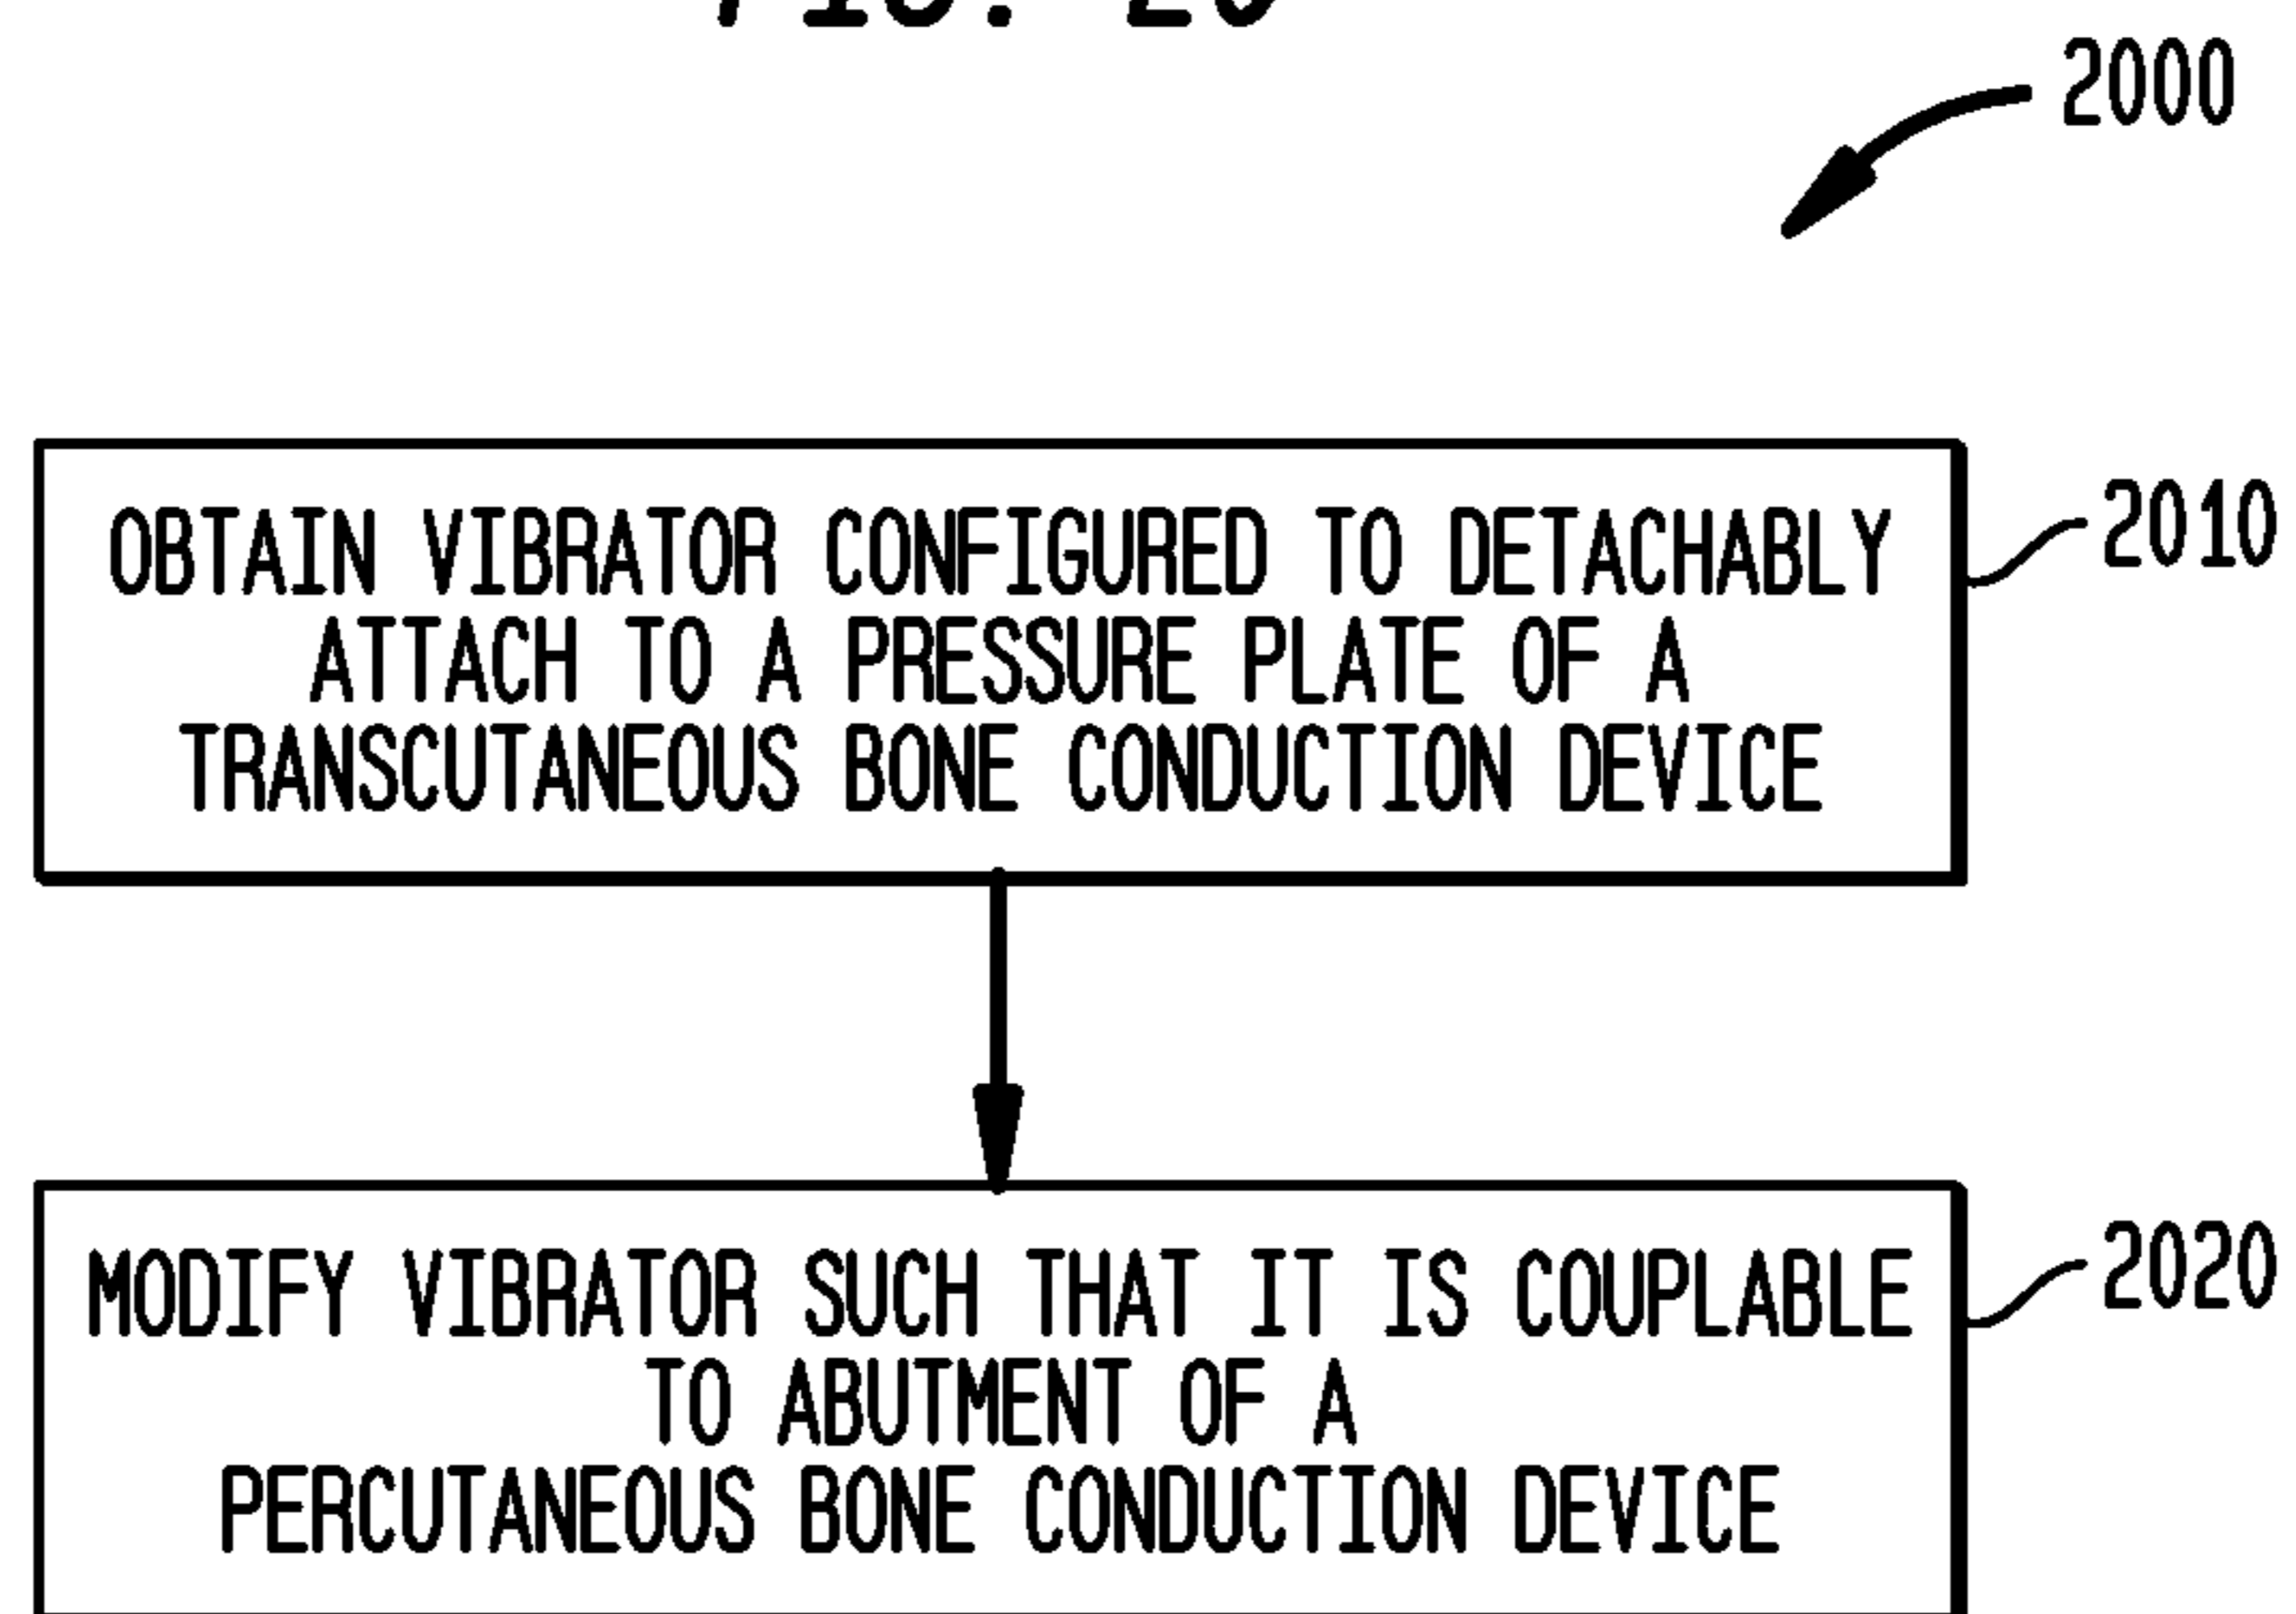 2000
OBTAIN VIBRATOR CONFIGURED TO DETACHABLY
ATTACH TO A PRESSURE PLATE OF A
TRANSCUTANEOUS BONE CONDUCTION DEVICE
2010
MODIFY VIBRATOR SUCH THAT IT IS COUPLABLE
TO ABUTMENT OF A
PERCUTANEOUS BONE CONDUCTION DEVICE
2020